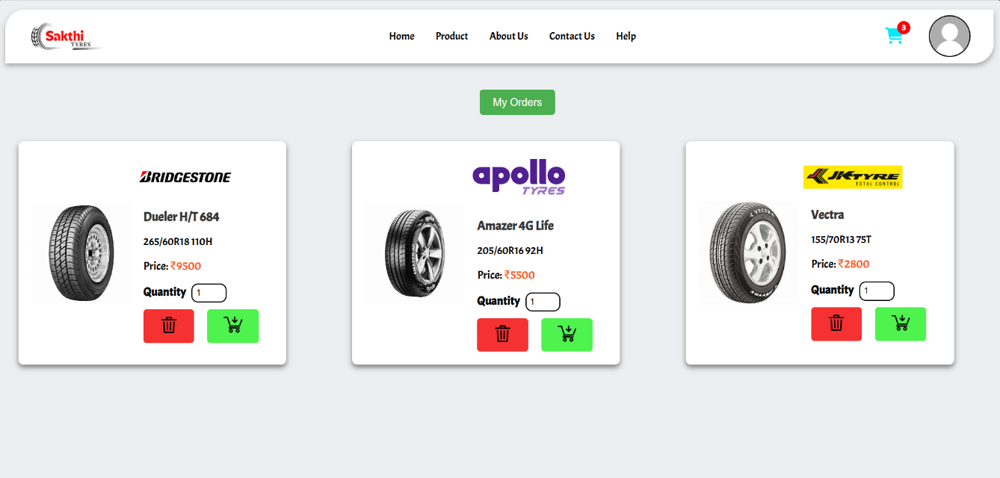 Sakthi
TYRES
Home
Product
About Us
Contact Us
Help
3
My Orders
BRIDGESTONE
Dueler H/T 684
265/60R18 110H
Price: ₹9500
Quantity 1
apollo
TYRES
Amazer 4G Life
205/60R16 92H
Price: ₹5500
Quantity 1
JK TYRE
TOTAL CONTROL
VECTRA
Vectra
155/70R13 75T
Price: ₹2800
Quantity 1